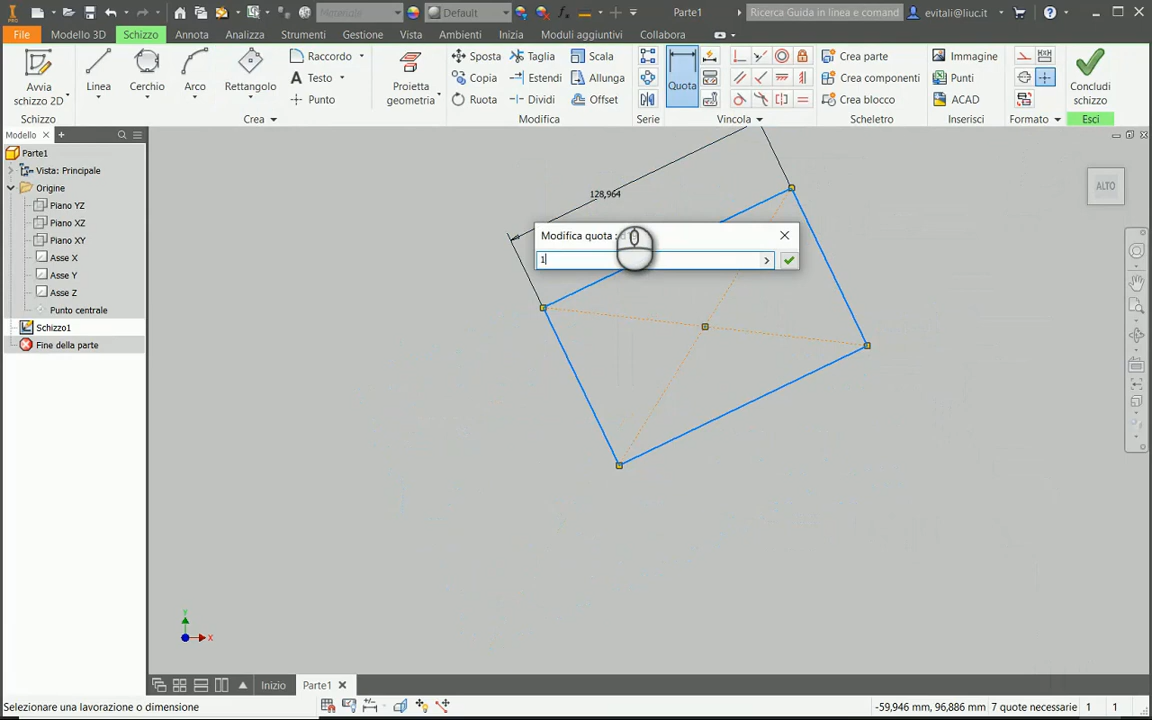 PRO
Materiale
Default
Parte1
Ricerca Guida in linea e comand
evitali@liuc.it
File
Modello 3D
Schizzo
Annota
Analizza
Strumenti
Gestione
Vista
Ambienti
Inizia
Moduli aggiuntivi
Collabora
Avvia
schizzo 2D
Linea
Cerchio
Arco
Rettangolo
Raccordo
Testo
Punto
Proietta
geometria
Sposta
Copia
Ruota
Taglia
Estendi
Dividi
Scala
Allunga
Offset
Quota
Crea parte
Crea componenti
Crea blocco
Immagine
Punti
ACAD
Concludi
schizzo
Schizzo
Crea
Modifica
Serie
Vincola
Scheletro
Inserisci
Formato
Esci
Modello
Parte1
Vista: Principale
Origine
Piano YZ
Piano XZ
Piano XY
Asse X
Asse Y
Asse Z
Punto centrale
Schizzo1
Fine della parte
128,964
Modifica quota :
1
ALTO
Y
X
Inizio
Parte1
Selezionare una lavorazione o dimensione
-59,946 mm, 96,886 mm
7 quote necessarie
1
1